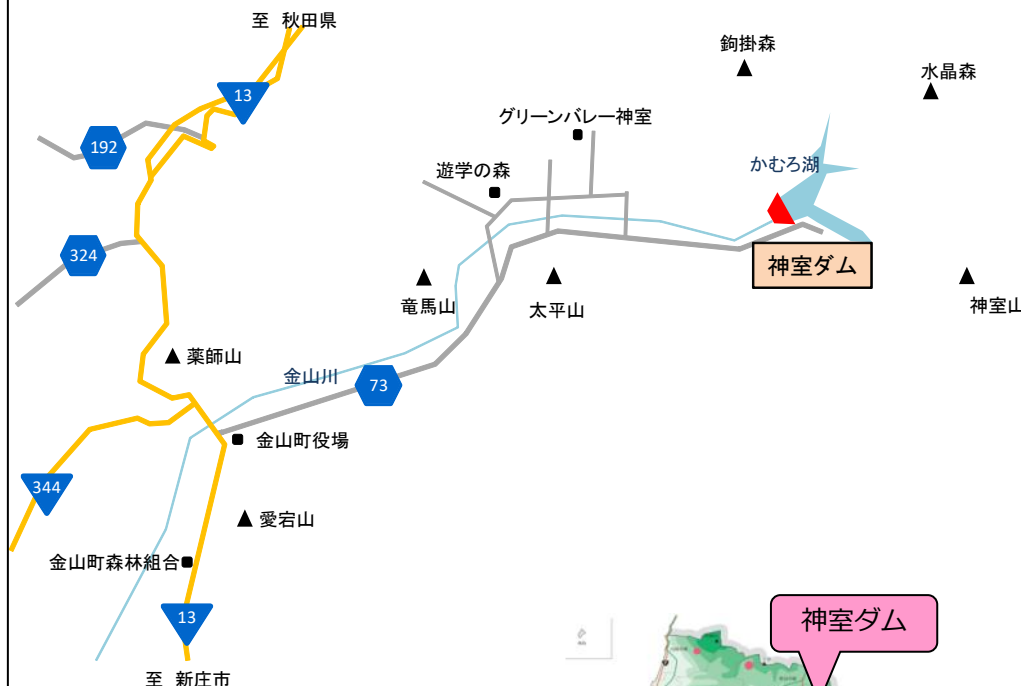 至 秋田県
鉤掛森
水晶森
13
グリーンバレー神室
192
遊学の森
かむろ湖
324
神室ダム
竜馬山
太平山
神室山
薬師山
金山川
73
金山町役場
344
愛宕山
金山町森林組合
13
神室ダム
至 新庄市